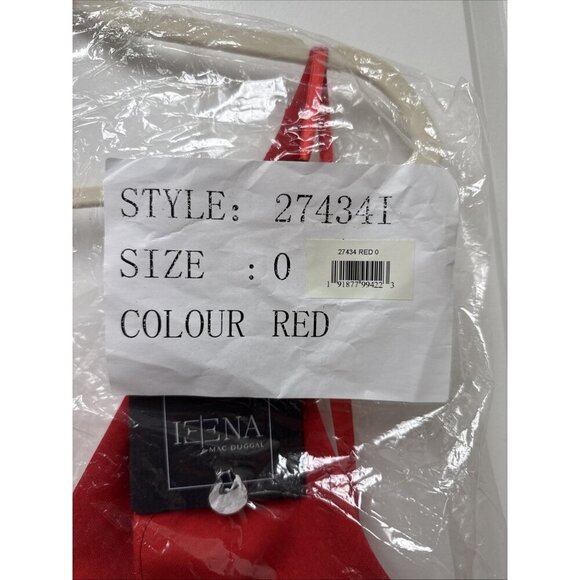 STYLE: 27434I
SIZE : 0
27434 RED 0
1 91877 99422 3
COLOUR RED
IEENA
MAC DUGGAL